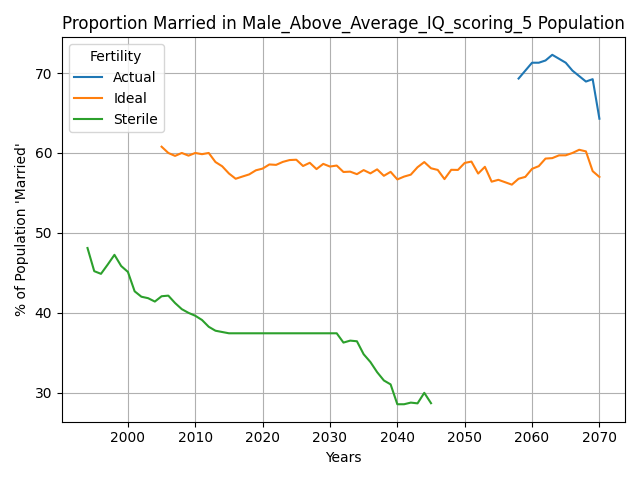 Proportion Married in Male_Above_Average_IQ_scoring_5 Population
Fertility
Actual
Ideal
Sterile
70
60
50
40
30
% of Population 'Married'
2000 2010 2020 2030 2040 2050 2060 2070
Years